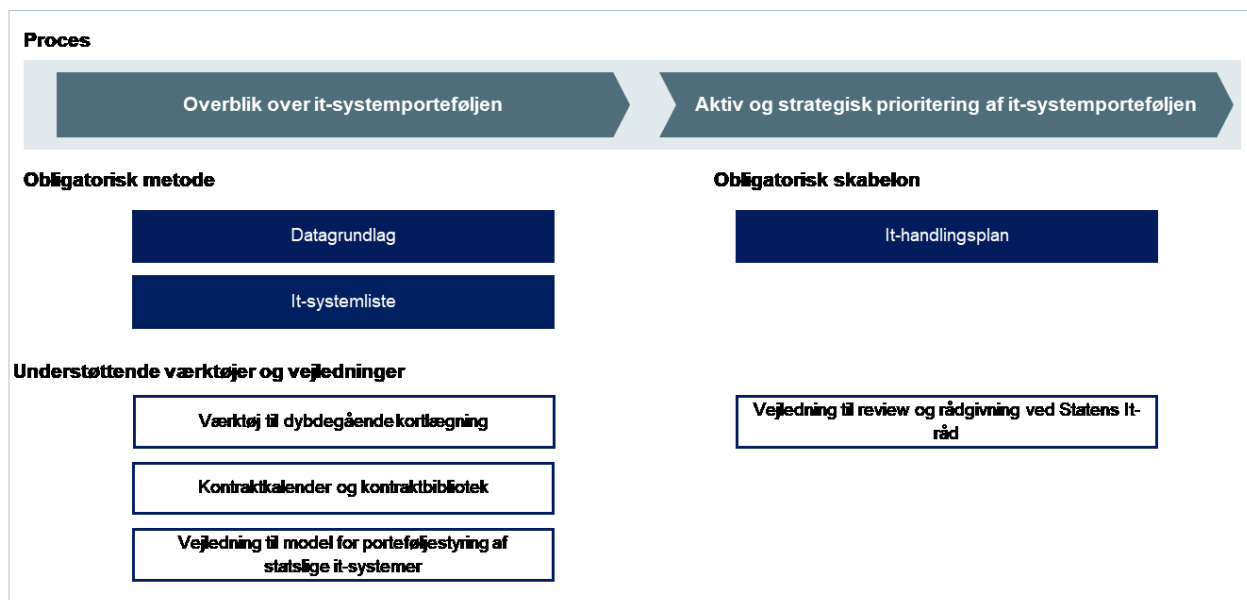 Proces
Overblik over it-systemporteføljen
Aktiv og strategisk prioritering af it-systemporteføljen
Obligatorisk metode
Obligatorisk skabelon
Datagrundlag
It-handlingsplan
It-systemliste
Understøttende værktøjer og vejledninger
Værktøj til dybdegående kortlægning
Vejledning til review og rådgivning ved Statens It-
råd
Kontraktkalender og kontraktbibliotek
Vejledning til model for porteføljestyring af
statslige it-systemer